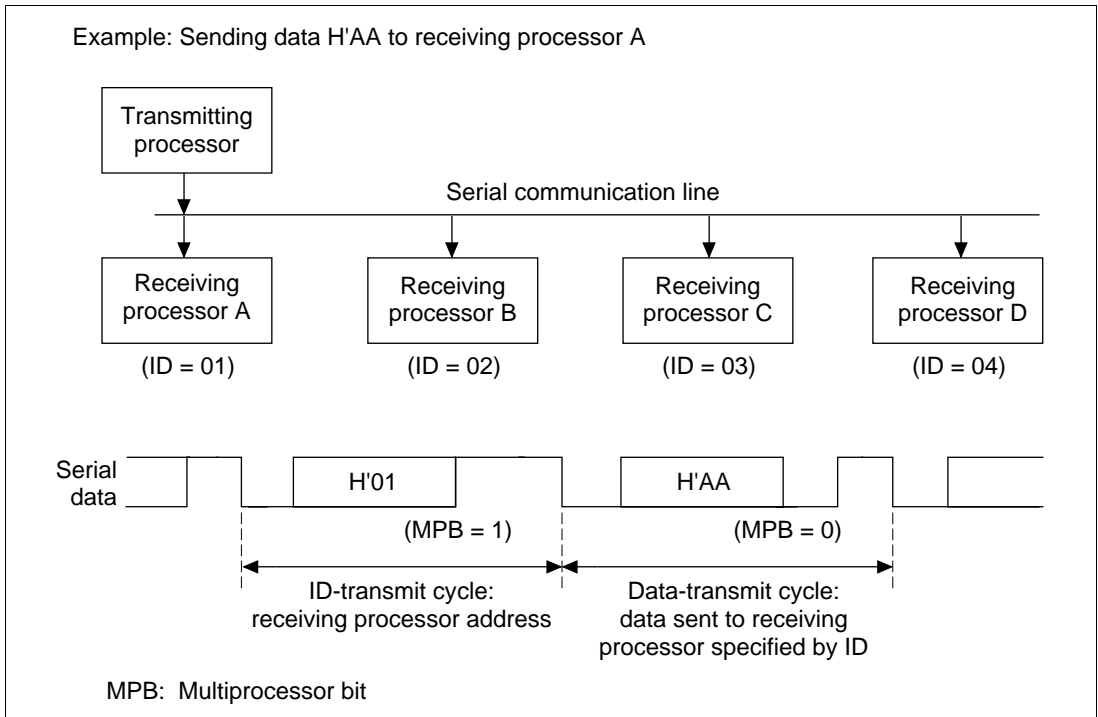 Example: Sending data H'AA to receiving processor A
Transmitting
processor
Serial communication line
Receiving
processor A
Receiving
processor B
Receiving
processor C
Receiving
processor D
(ID = 01)
(ID = 02)
(ID = 03)
(ID = 04)
Serial
data
H'01
H'AA
(MPB = 1)
(MPB = 0)
ID-transmit cycle:
receiving processor address
Data-transmit cycle:
data sent to receiving
processor specified by ID
MPB: Multiprocessor bit